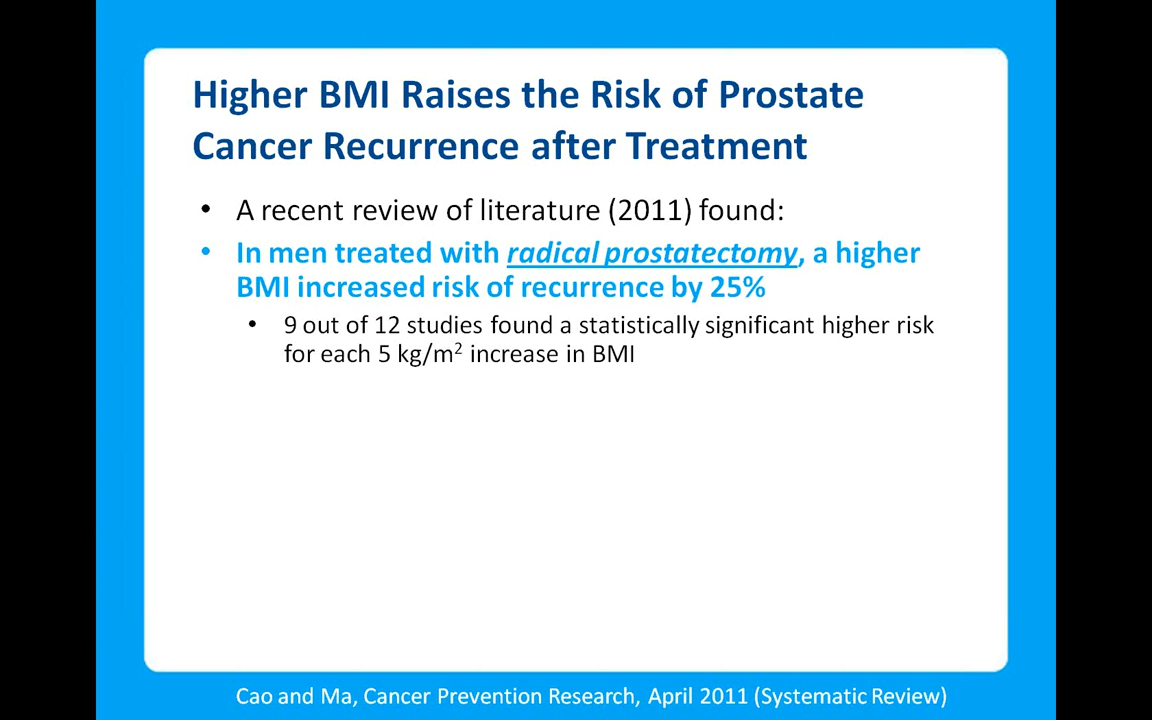 Higher BMI Raises the Risk of Prostate
Cancer Recurrence after Treatment
• A recent review of literature (2011) found:
• In men treated with radical prostatectomy, a higher
BMI increased risk of recurrence by 25%
• 9 out of 12 studies found a statistically significant higher risk
for each 5 kg/m² increase in BMI
Cao and Ma, Cancer Prevention Research, April 2011 (Systematic Review)